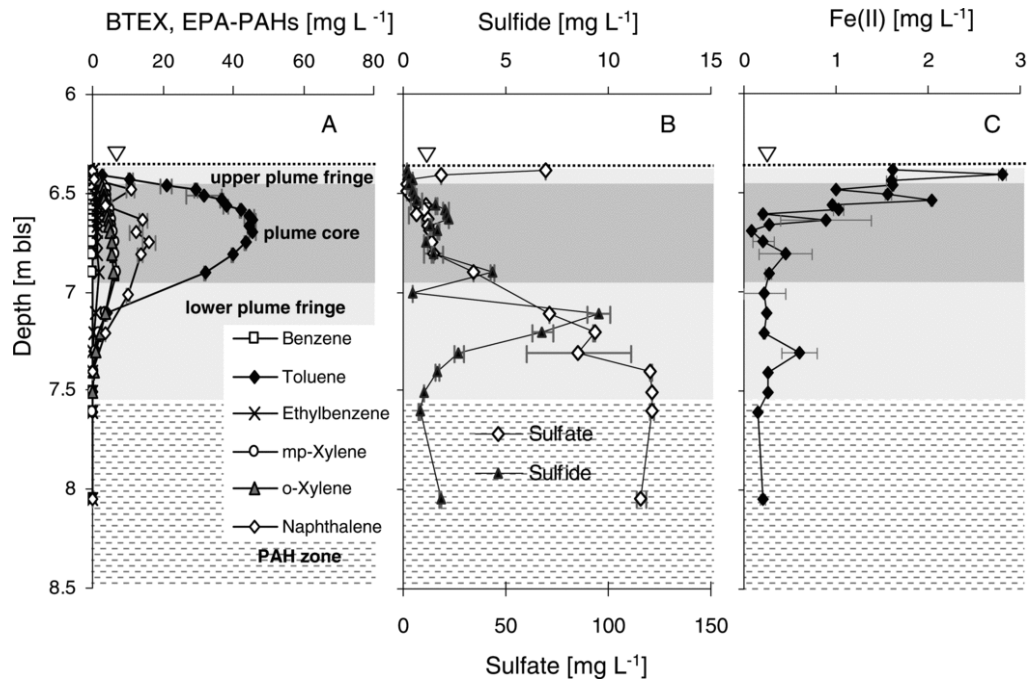 BTEX, EPA-PAHs [mg L⁻¹]
Sulfide [mg L⁻¹]
Fe(II) [mg L⁻¹]
0 20 40 60 80
0 5 10 15
0 1 2 3
6
A
B
C
upper plume fringe
6.5
plume core
7
lower plume fringe
Benzene
Toluene
7.5
Ethylbenzene
mp-Xylene
Sulfate
o-Xylene
Sulfide
8
Naphthalene
PAH zone
8.5
Depth [m bls]
0 50 100 150
Sulfate [mg L⁻¹]